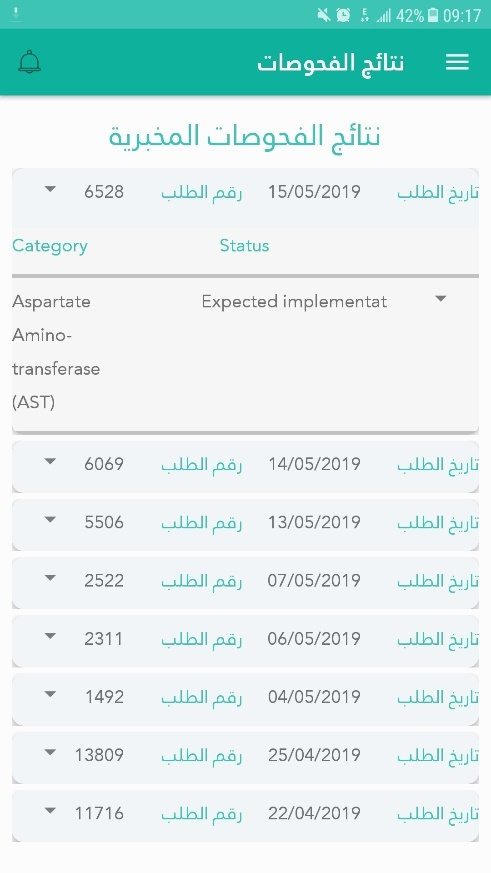 42% 09:17
نتائج الفحوصات
نتائج الفحوصات المخبرية
تاريخ الطلب 15/05/2019 رقم الطلب 6528
Category Status
Aspartate Expected implementat
Amino-
transferase
(AST)
تاريخ الطلب 14/05/2019 رقم الطلب 6069
تاريخ الطلب 13/05/2019 رقم الطلب 5506
تاريخ الطلب 07/05/2019 رقم الطلب 2522
تاريخ الطلب 06/05/2019 رقم الطلب 2311
تاريخ الطلب 04/05/2019 رقم الطلب 1492
تاريخ الطلب 25/04/2019 رقم الطلب 13809
تاريخ الطلب 22/04/2019 رقم الطلب 11716